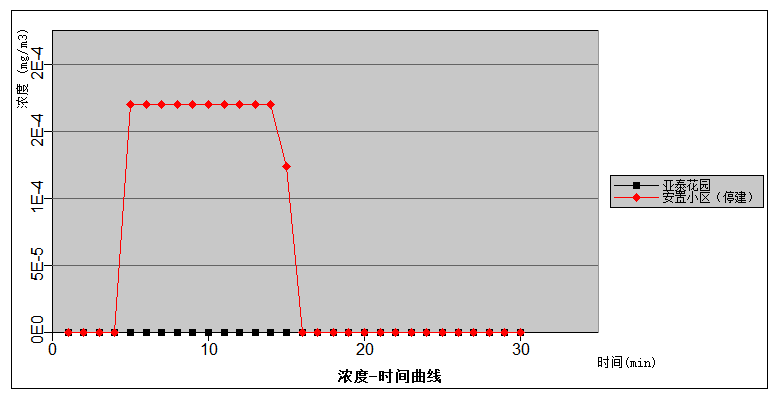 浓度 (mg/m3)
2E-4
2E-4
1E-4
5E-5
0E0
0
10
20
30
时间(min)
浓度-时间曲线
亚泰花园
安置小区（停建）